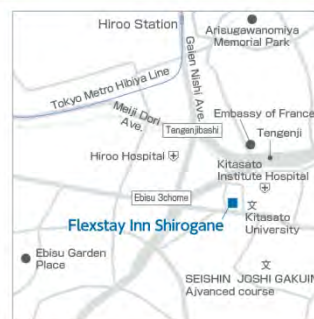 Hiroo Station
Arisugawanomiya
Memorial Park
Gaien Nishi Ave.
Tokyo Metro Hibiya Line
Meiji Dori
Ave.
Tengenjibashi
Embassy of France
Tengenji
Hiroo Hospital
Kitasato
Institute Hospital
Ebisu 3chome
文
Kitasato
University
Flexstay Inn Shirogane
Ebisu Garden
Place
文
SEISHIN JOSHI GAKUIN
Ajvanced course